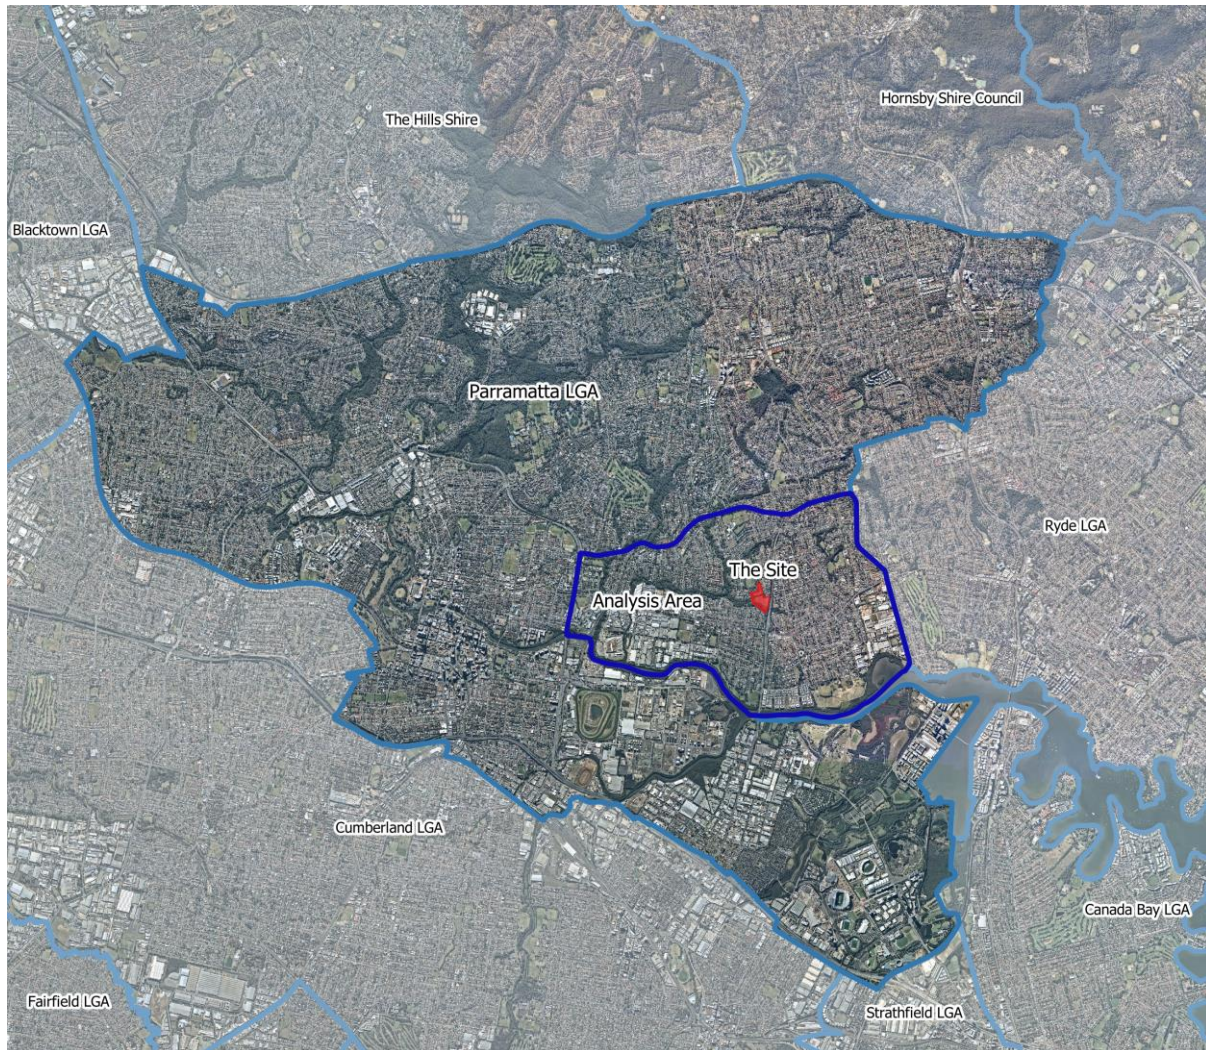 Hornsby Shire Council
The Hills Shire
Blacktown LGA
Parramatta LGA
Ryde LGA
The Site
Analysis Area
Cumberland LGA
Canada Bay LGA
Fairfield LGA
Strathfield LGA